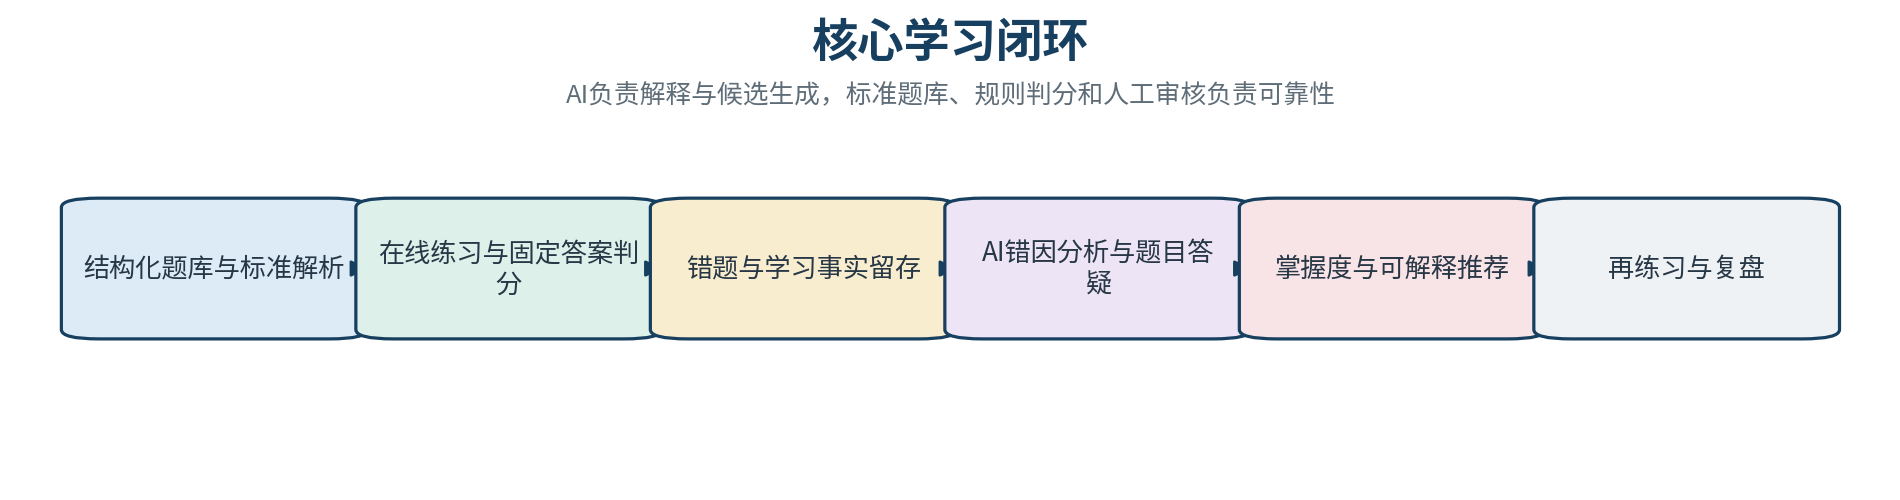 核心学习闭环
AI负责解释与候选生成，标准题库、规则判分和人工审核负责可靠性
结构化题库与标准解析
在线练习与固定答案判
分
错题与学习事实留存
AI错因分析与题目答
疑
掌握度与可解释推荐
再练习与复盘